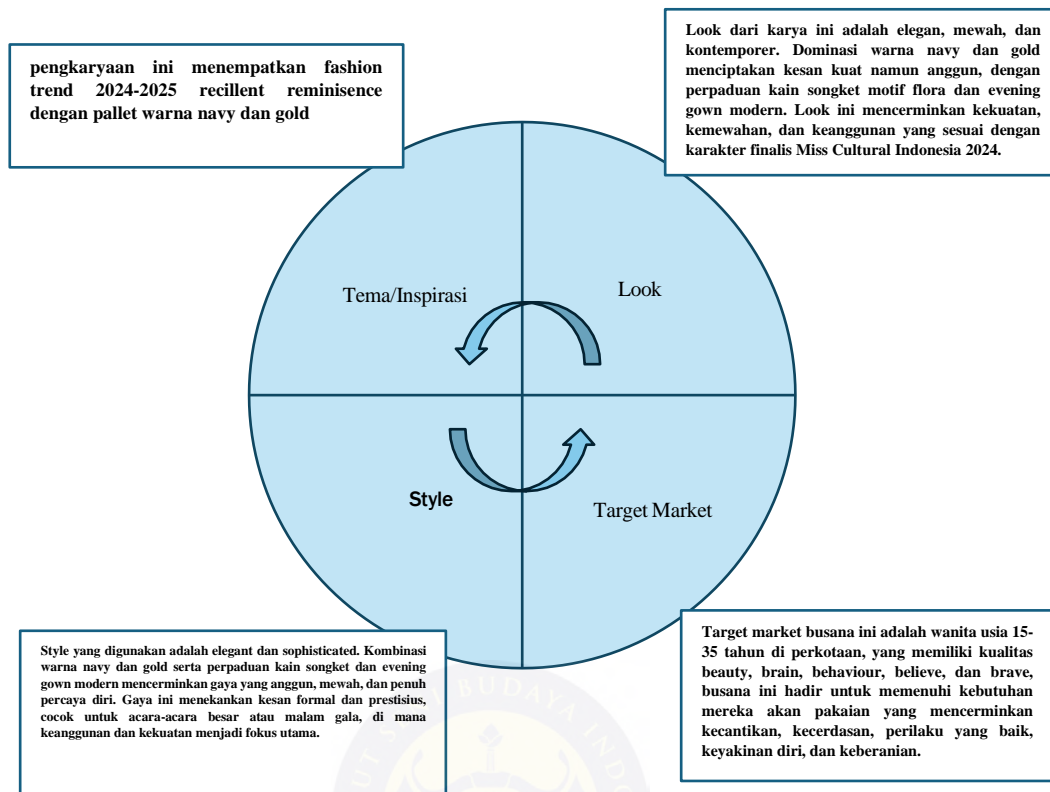 pengkaryaan ini menempatkan fashion
trend 2024-2025 recillent reminisence
dengan pallet warna navy dan gold
Look dari karya ini adalah elegan, mewah, dan
kontemporer. Dominasi warna navy dan gold
menciptakan kesan kuat namun anggun, dengan
perpaduan kain songket motif flora dan evening
gown modern. Look ini mencerminkan kekuatan,
kemewahan, dan keanggunan yang sesuai dengan
karakter finalis Miss Cultural Indonesia 2024.
Tema/Inspirasi
Look
Style
Target Market
Style yang digunakan adalah elegant dan sophisticated. Kombinasi
warna navy dan gold serta perpaduan kain songket dan evening
gown modern mencerminkan gaya yang anggun, mewah, dan penuh
percaya diri. Gaya ini menekankan kesan formal dan prestisius,
cocok untuk acara-acara besar atau malam gala, di mana
keanggunan dan kekuatan menjadi fokus utama.
Target market busana ini adalah wanita usia 15-
35 tahun di perkotaan, yang memiliki kualitas
beauty, brain, behaviour, believe, dan brave,
busana ini hadir untuk memenuhi kebutuhan
mereka akan pakaian yang mencerminkan
kecantikan, kecerdasan, perilaku yang baik,
keyakinan diri, dan keberanian.
BUDAYA